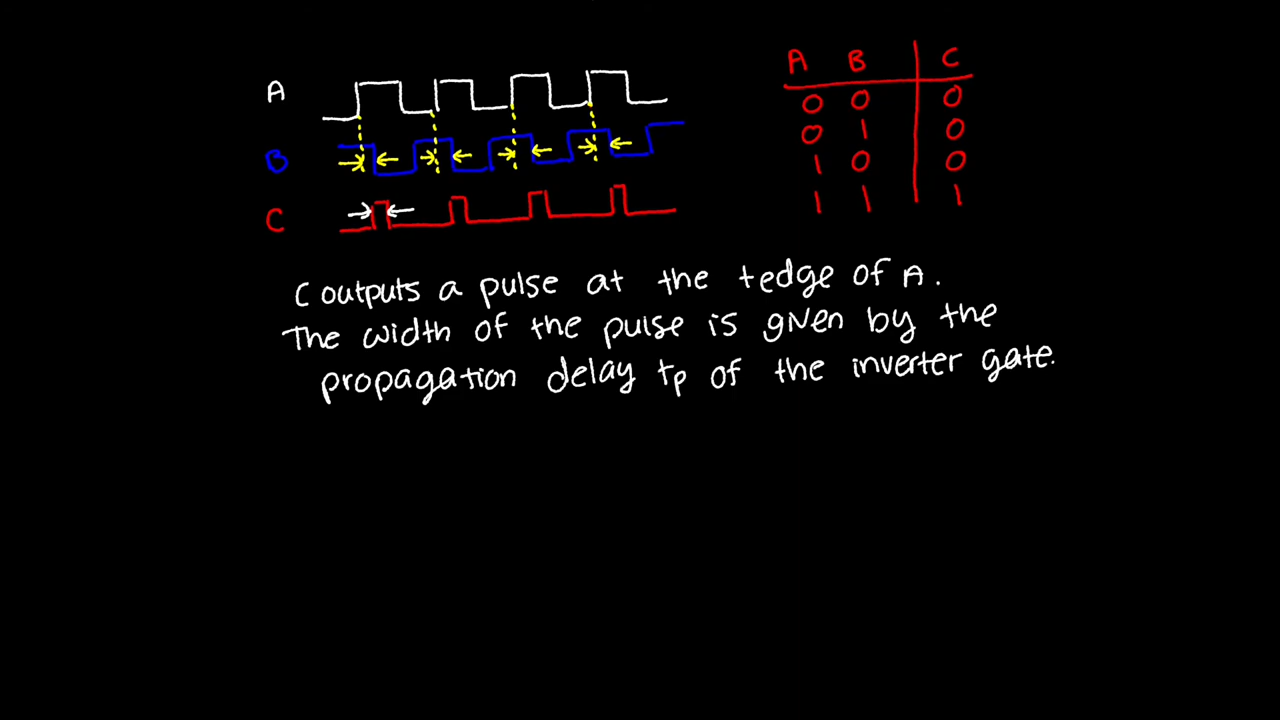 A
B
C
A B C
0 0 0
0 1 0
1 0 0
1 1 1
C outputs a pulse at the +edge of A.
The width of the pulse is given by the
propagation delay tp of the inverter gate.